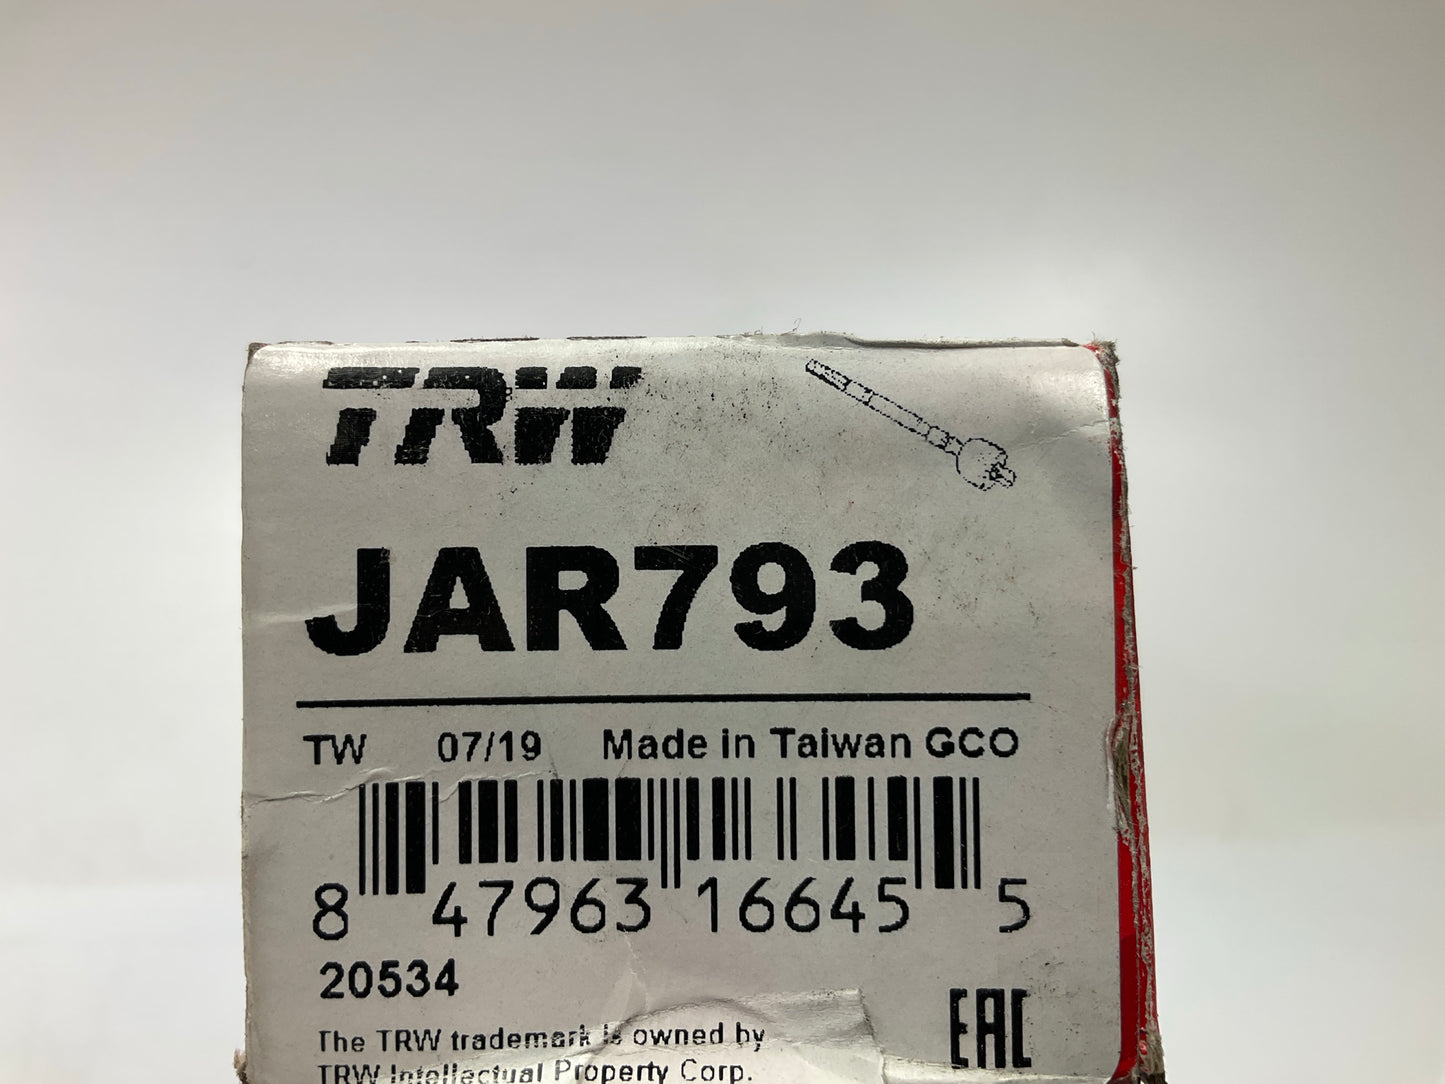 TRW
JAR793
TW 07/19 Made in Taiwan GCO
8 47963 16645 5
20534
EAC
The TRW trademark is owned by
TRW Intellectual Property Corp.